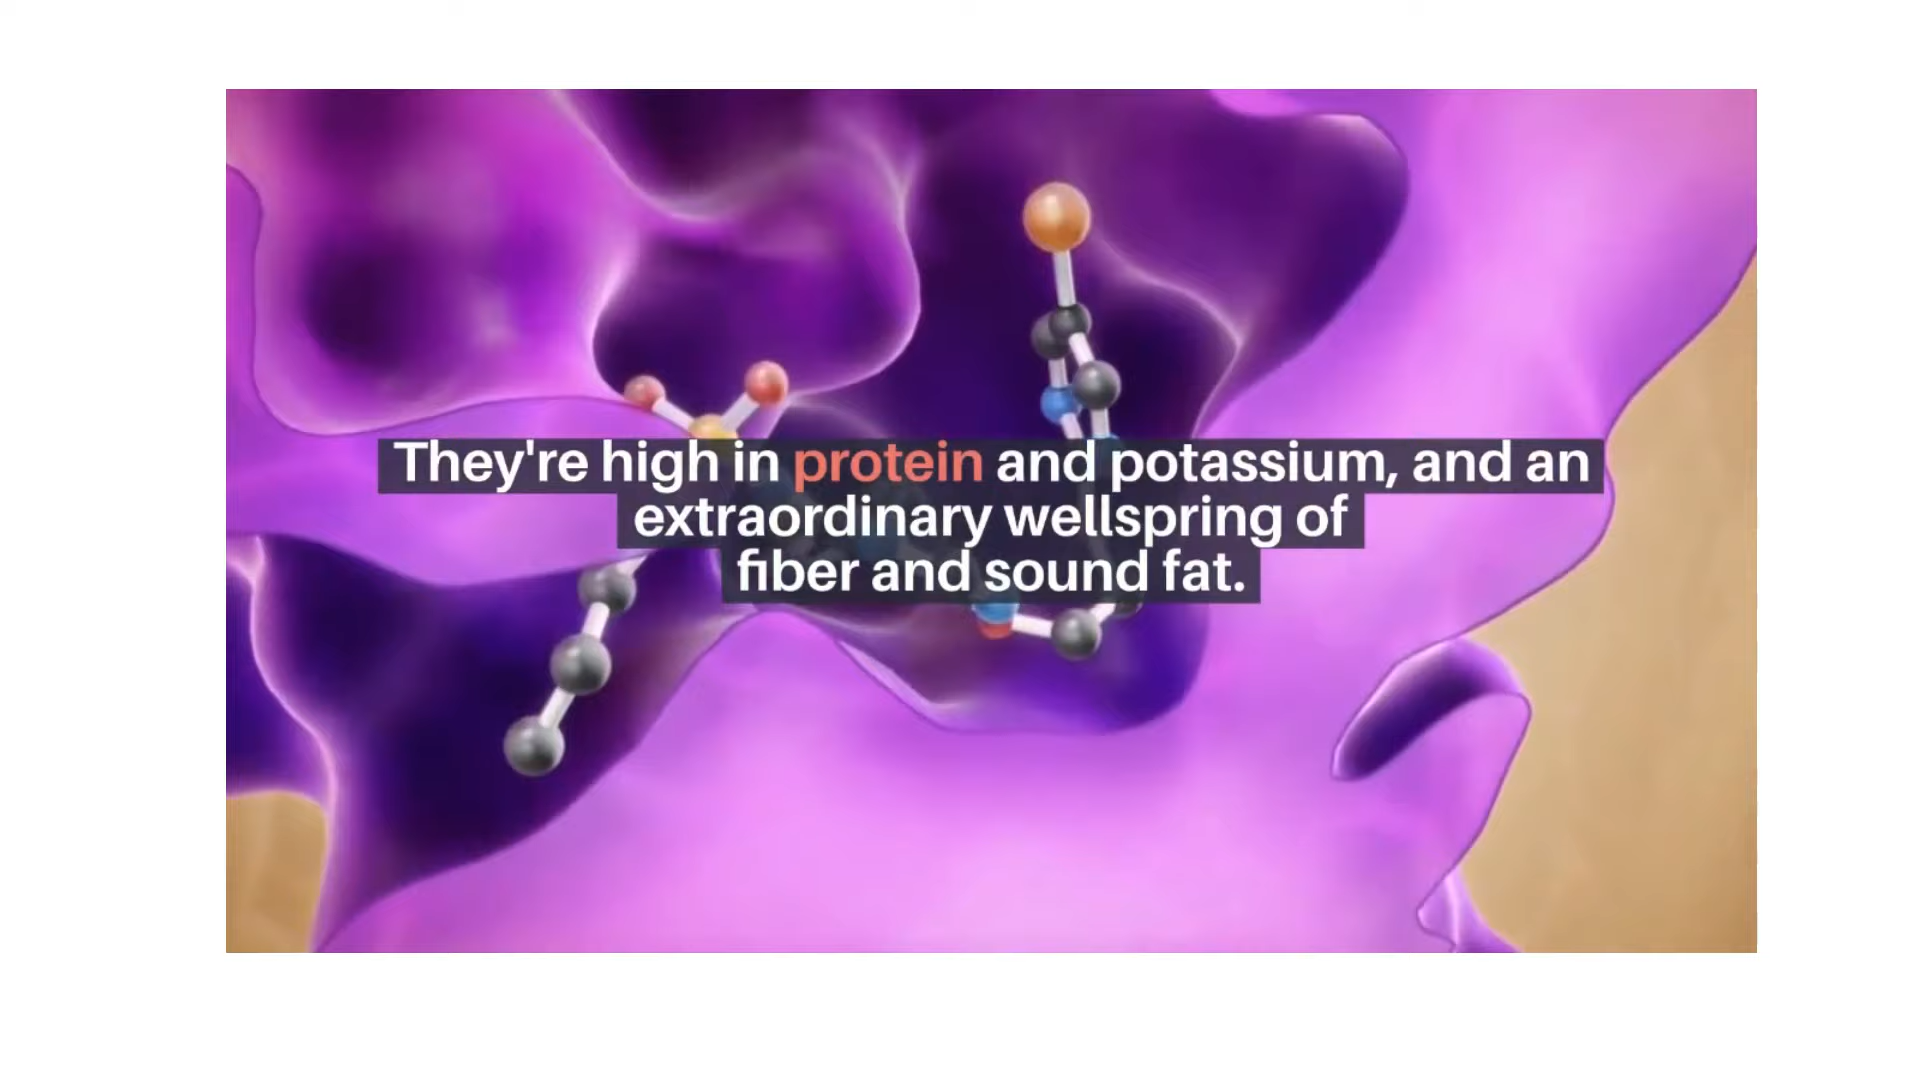 They're high in protein and potassium, and an
extraordinary wellspring of
fiber and sound fat.